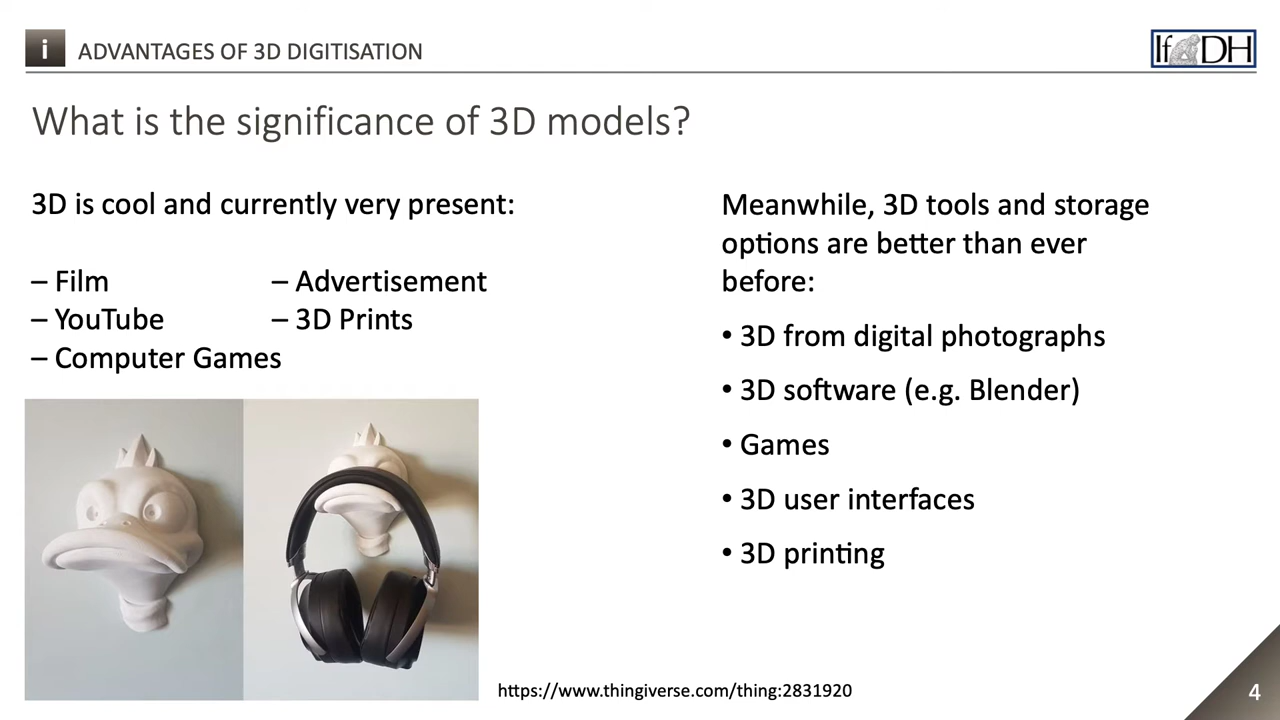 i ADVANTAGES OF 3D DIGITISATION
IfDH
What is the significance of 3D models?
3D is cool and currently very present:
– Film
– YouTube
– Computer Games
– Advertisement
– 3D Prints
Meanwhile, 3D tools and storage
options are better than ever
before:
• 3D from digital photographs
• 3D software (e.g. Blender)
• Games
• 3D user interfaces
• 3D printing
https://www.thingiverse.com/thing:2831920
4